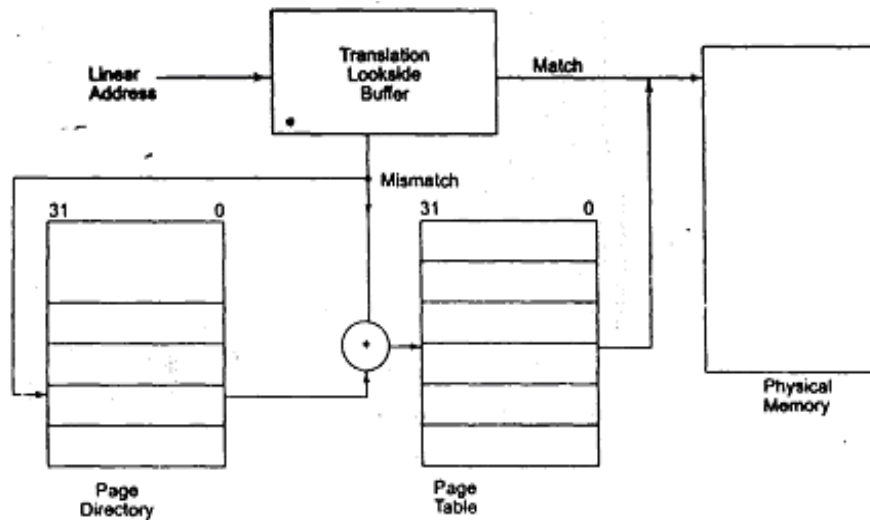 Translation
Lookside
Buffer
Linear
Address
Match
Mismatch
31 0
31 0
+
Page
Directory
Page
Table
Physical
Memory